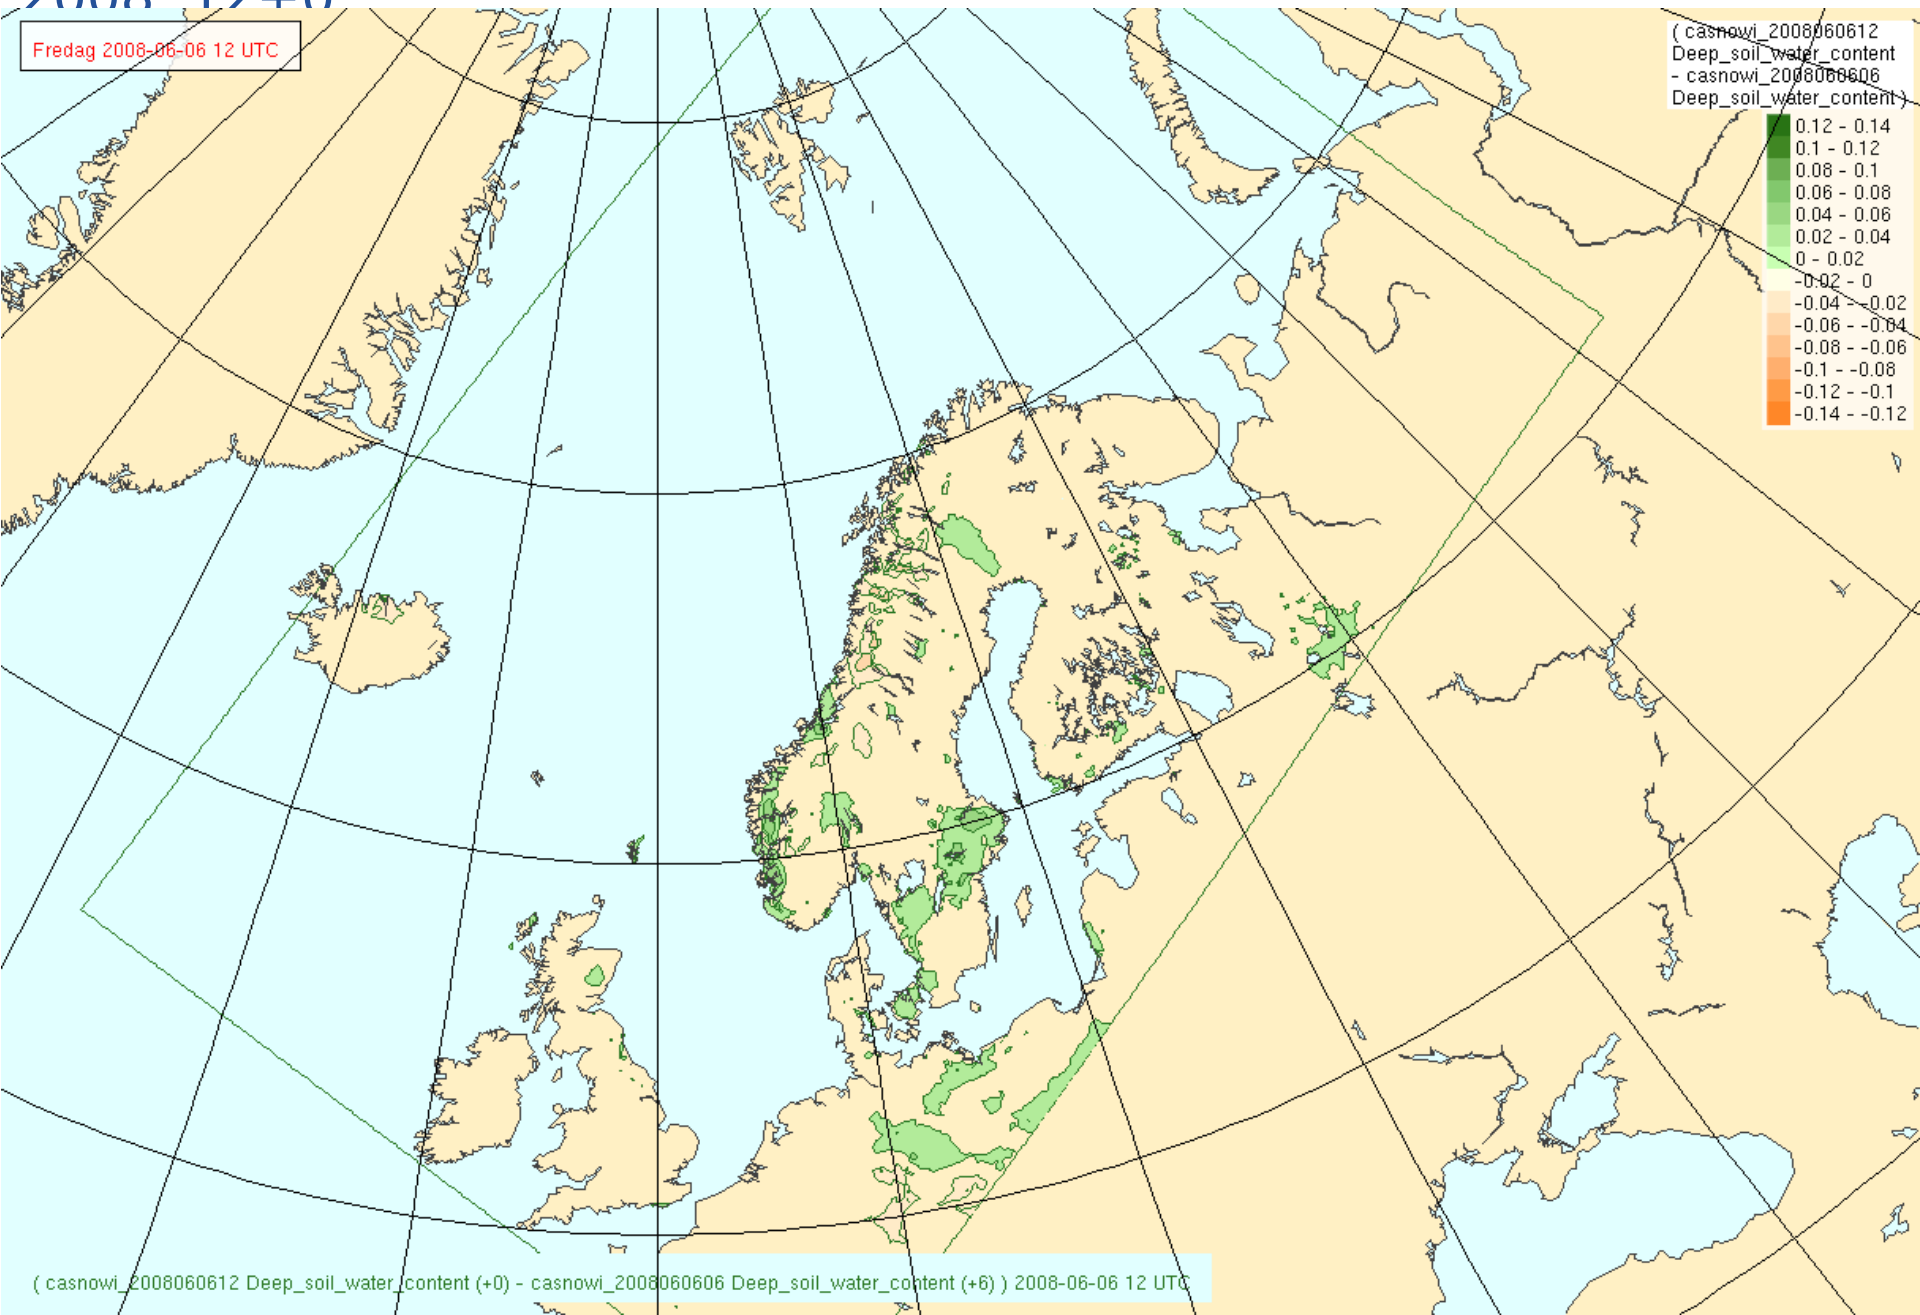 Fredag 2008-06-06 12 UTC
( casnowi_2008060612
Deep_soil_water_content
- casnowi_2008060606
Deep_soil_water_content )
0.12 - 0.14
0.1 - 0.12
0.08 - 0.1
0.06 - 0.08
0.04 - 0.06
0.02 - 0.04
0 - 0.02
-0.02 - 0
-0.04 - -0.02
-0.06 - -0.04
-0.08 - -0.06
-0.1 - -0.08
-0.12 - -0.1
-0.14 - -0.12
( casnowi_2008060612 Deep_soil_water_content (+0) - casnowi_2008060606 Deep_soil_water_content (+6) ) 2008-06-06 12 UTC